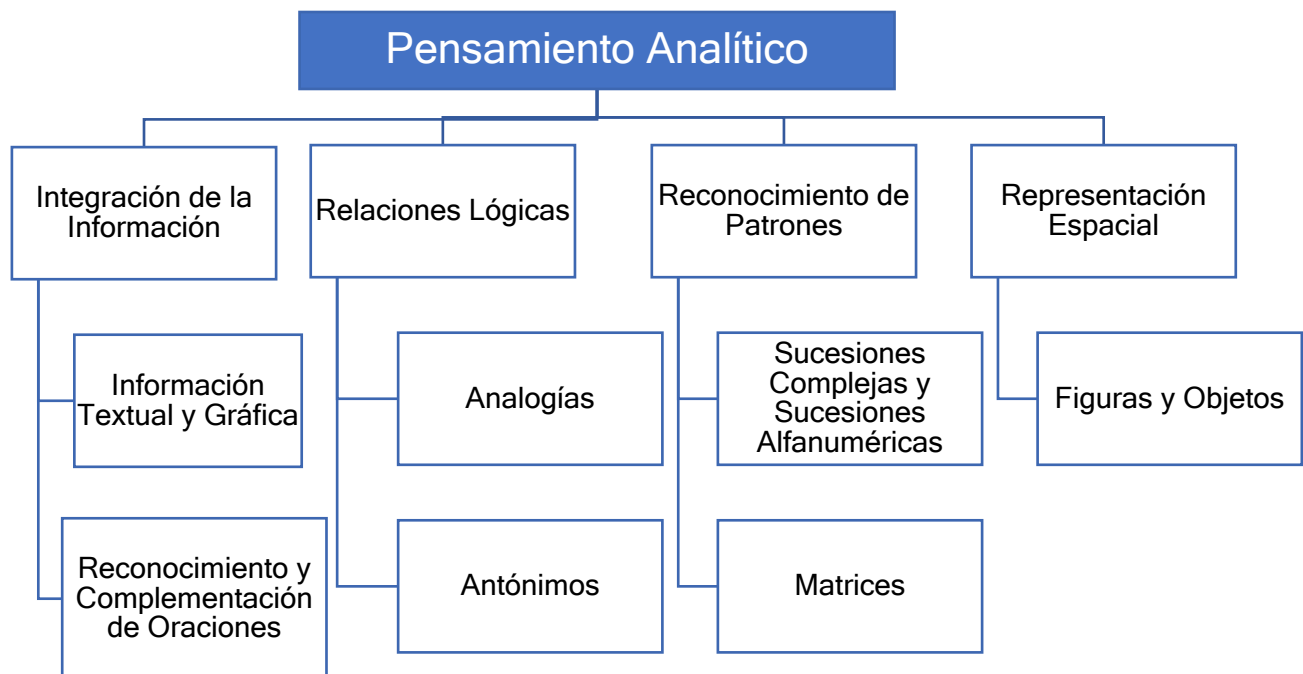 Pensamiento Analítico
Integración de la
Información
Relaciones Lógicas
Reconocimiento de
Patrones
Representación
Espacial
Información
Textual y Gráfica
Analogías
Sucesiones
Complejas y
Sucesiones
Alfanuméricas
Figuras y Objetos
Reconocimiento y
Complementación
de Oraciones
Antónimos
Matrices